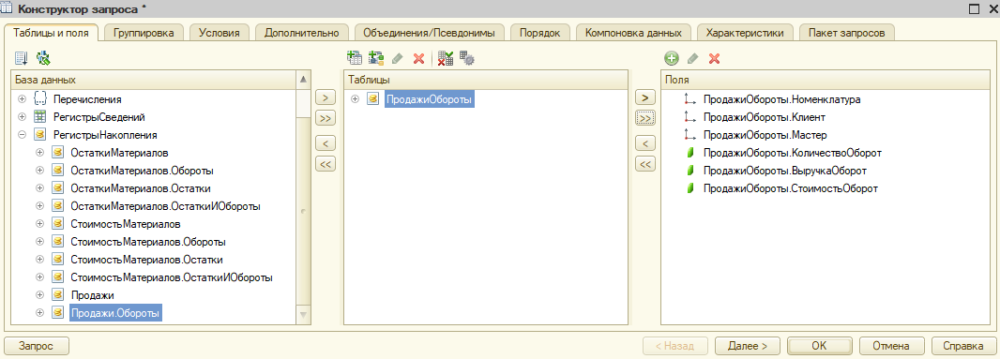 Конструктор запроса *
Таблицы и поля
Группировка
Условия
Дополнительно
Объединения/Псевдонимы
Порядок
Компоновка данных
Характеристики
Пакет запросов
База данных
Перечисления
РегистрыСведений
РегистрыНакопления
ОстаткиМатериалов
ОстаткиМатериалов.Обороты
ОстаткиМатериалов.Остатки
ОстаткиМатериалов.ОстаткиИОбороты
СтоимостьМатериалов
СтоимостьМатериалов.Обороты
СтоимостьМатериалов.Остатки
СтоимостьМатериалов.ОстаткиИОбороты
Продажи
Продажи.Обороты
>
>>
<
<<
Таблицы
ПродажиОбороты
>
>>
<
<<
Поля
ПродажиОбороты.Номенклатура
ПродажиОбороты.Клиент
ПродажиОбороты.Мастер
ПродажиОбороты.КоличествоОборот
ПродажиОбороты.ВыручкаОборот
ПродажиОбороты.СтоимостьОборот
Запрос
< Назад
Далее >
OK
Отмена
Справка